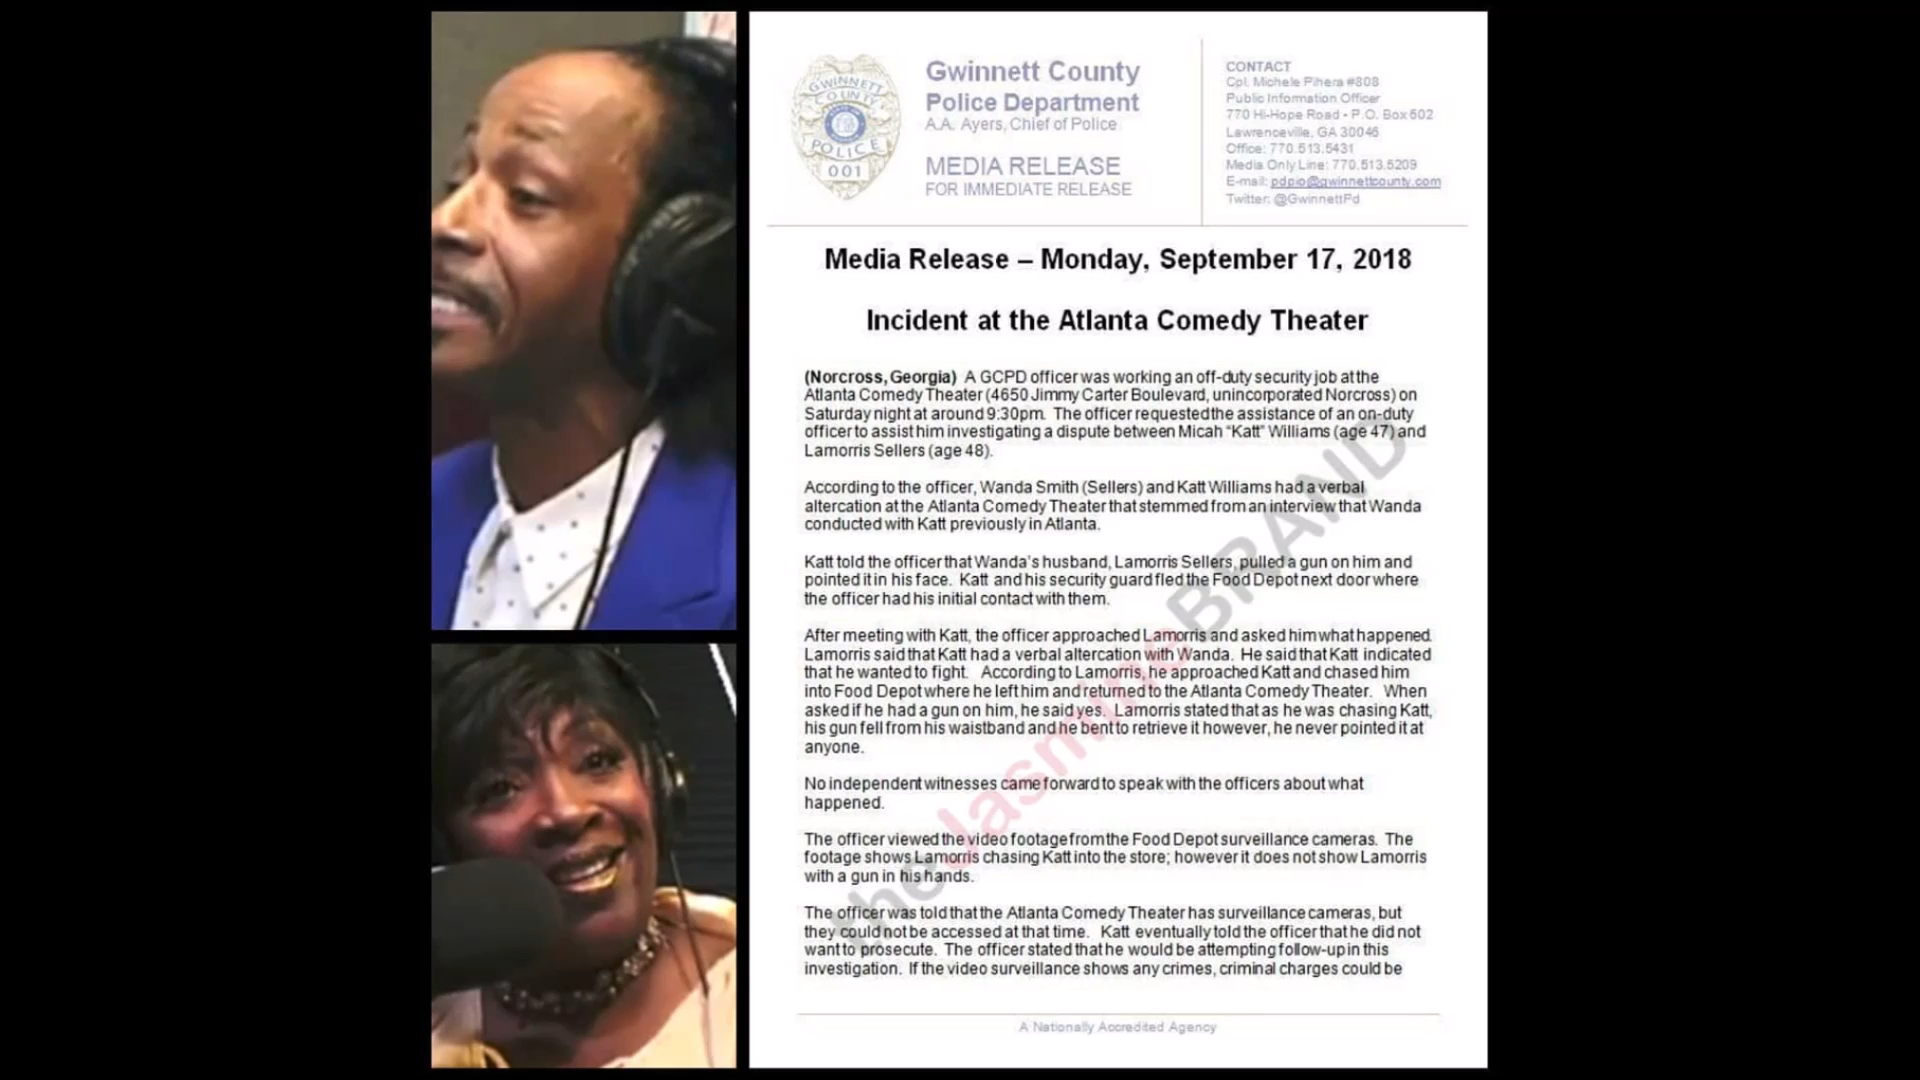 GWINNETT
COUNTY
POLICE
001
Gwinnett County
Police Department
A.A. Ayers, Chief of Police
MEDIA RELEASE
FOR IMMEDIATE RELEASE
CONTACT
Cpl. Michele Pihera #808
Public Information Officer
770 Hi-Hope Road - P.O. Box 602
Lawrenceville, GA 30046
Office: 770.513.5431
Media Only Line: 770.513.5209
E-mail: pdpio@gwinnettcounty.com
Twitter: @GwinnettPd
Media Release – Monday, September 17, 2018
Incident at the Atlanta Comedy Theater
(Norcross, Georgia) A GCPD officer was working an off-duty security job at the
Atlanta Comedy Theater (4650 Jimmy Carter Boulevard, unincorporated Norcross) on
Saturday night at around 9:30pm. The officer requested the assistance of an on-duty
officer to assist him investigating a dispute between Micah “Katt” Williams (age 47) and
Lamorris Sellers (age 48).
According to the officer, Wanda Smith (Sellers) and Katt Williams had a verbal
altercation at the Atlanta Comedy Theater that stemmed from an interview that Wanda
conducted with Katt previously in Atlanta.
Katt told the officer that Wanda’s husband, Lamorris Sellers, pulled a gun on him and
pointed it in his face. Katt and his security guard fled the Food Depot next door where
the officer had his initial contact with them.
After meeting with Katt, the officer approached Lamorris and asked him what happened.
Lamorris said that Katt had a verbal altercation with Wanda. He said that Katt indicated
that he wanted to fight. According to Lamorris, he approached Katt and chased him
into Food Depot where he left him and returned to the Atlanta Comedy Theater. When
asked if he had a gun on him, he said yes. Lamorris stated that as he was chasing Katt,
his gun fell from his waistband and he bent to retrieve it however, he never pointed it at
anyone.
No independent witnesses came forward to speak with the officers about what
happened.
The officer viewed the video footage from the Food Depot surveillance cameras. The
footage shows Lamorris chasing Katt into the store; however it does not show Lamorris
with a gun in his hands.
The officer was told that the Atlanta Comedy Theater has surveillance cameras, but
they could not be accessed at that time. Katt eventually told the officer that he did not
want to prosecute. The officer stated that he would be attempting follow-up in this
investigation. If the video surveillance shows any crimes, criminal charges could be
A Nationally Accredited Agency
theJasmineBRAND